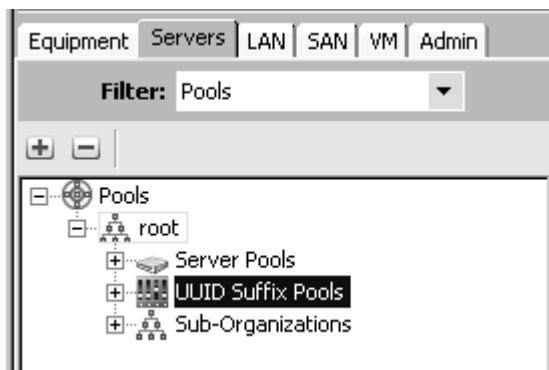 Equipment Servers LAN SAN VM Admin
Filter: Pools
Pools
root
Server Pools
UUID Suffix Pools
Sub-Organizations